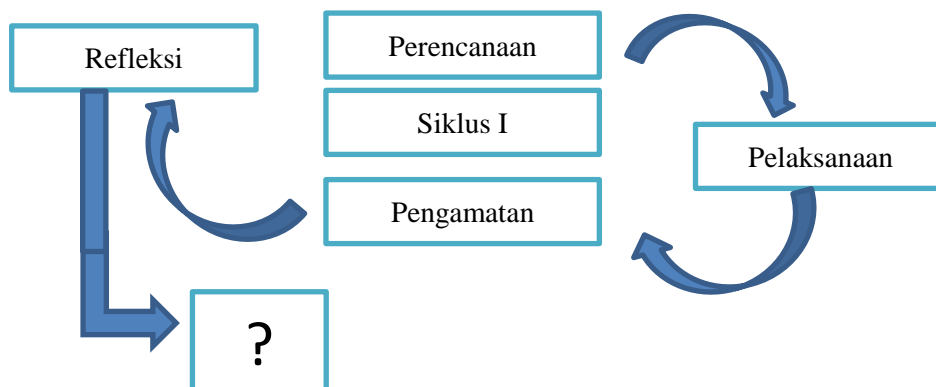 Refleksi
Perencanaan
Siklus I
Pelaksanaan
Pengamatan
?